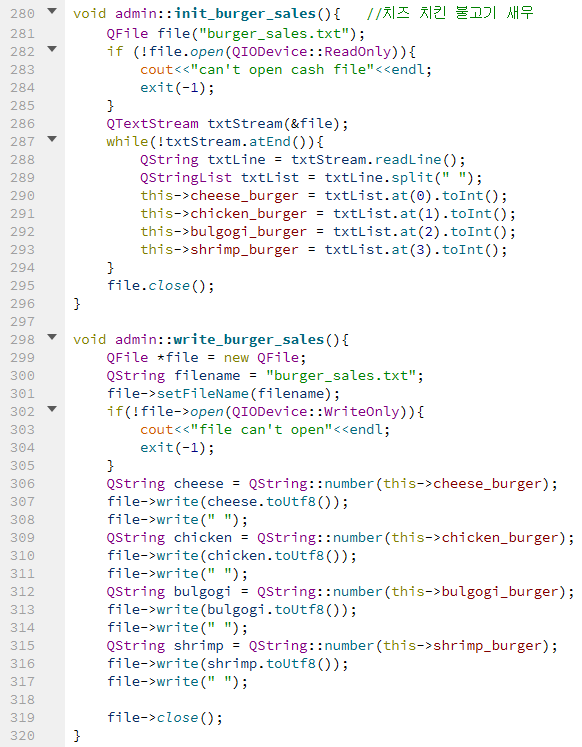 280 void admin::init_burger_sales(){   //치즈 치킨 불고기 새우
281     QFile file("burger_sales.txt");
282     if (!file.open(QIODevice::ReadOnly)){
283         cout<<"can't open cash file"<<endl;
284         exit(-1);
285     }
286     QTextStream txtStream(&file);
287     while(!txtStream.atEnd()){
288         QString txtLine = txtStream.readLine();
289         QStringList txtList = txtLine.split(" ");
290         this->cheese_burger = txtList.at(0).toInt();
291         this->chicken_burger = txtList.at(1).toInt();
292         this->bulgogi_burger = txtList.at(2).toInt();
293         this->shrimp_burger = txtList.at(3).toInt();
294     }
295     file.close();
296 }
297
298 void admin::write_burger_sales(){
299     QFile *file = new QFile;
300     QString filename = "burger_sales.txt";
301     file->setFileName(filename);
302     if(!file->open(QIODevice::WriteOnly)){
303         cout<<"file can't open"<<endl;
304         exit(-1);
305     }
306     QString cheese = QString::number(this->cheese_burger);
307     file->write(cheese.toUtf8());
308     file->write(" ");
309     QString chicken = QString::number(this->chicken_burger);
310     file->write(chicken.toUtf8());
311     file->write(" ");
312     QString bulgogi = QString::number(this->bulgogi_burger);
313     file->write(bulgogi.toUtf8());
314     file->write(" ");
315     QString shrimp = QString::number(this->shrimp_burger);
316     file->write(shrimp.toUtf8());
317     file->write(" ");
318
319     file->close();
320 }